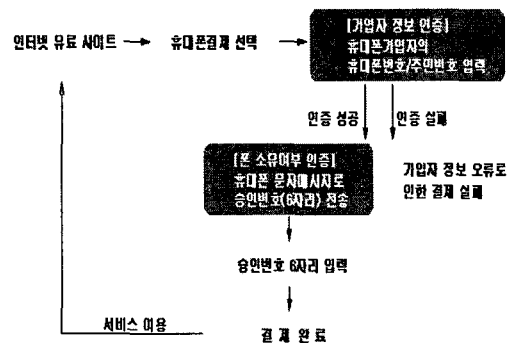 인터넷 유료 사이트
휴대폰결제 선택
[가입자 정보 인증]
휴대폰가입자의
휴대폰번호/주민번호 입력
인증 성공
인증 실패
[폰 소유여부 인증]
휴대폰 문자메시지로
승인번호(6자리) 전송
가입자 정보 오류로
인한 결제 실패
승인번호 6자리 입력
서비스 이용
결제 완료